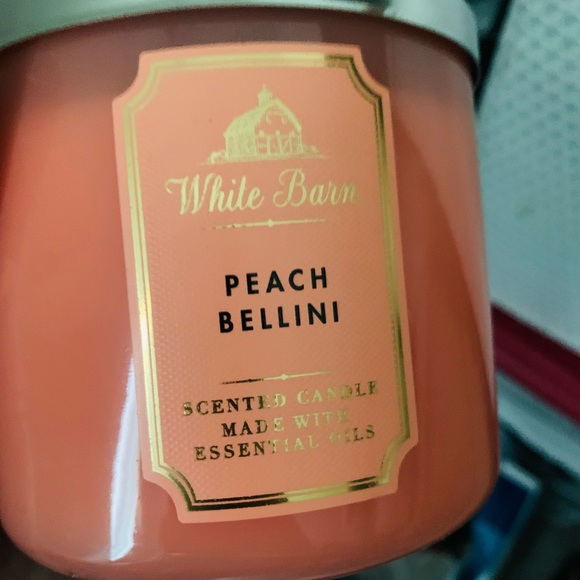 White Barn
PEACH
BELLINI
SCENTED CANDLE
MADE WITH
ESSENTIAL OILS